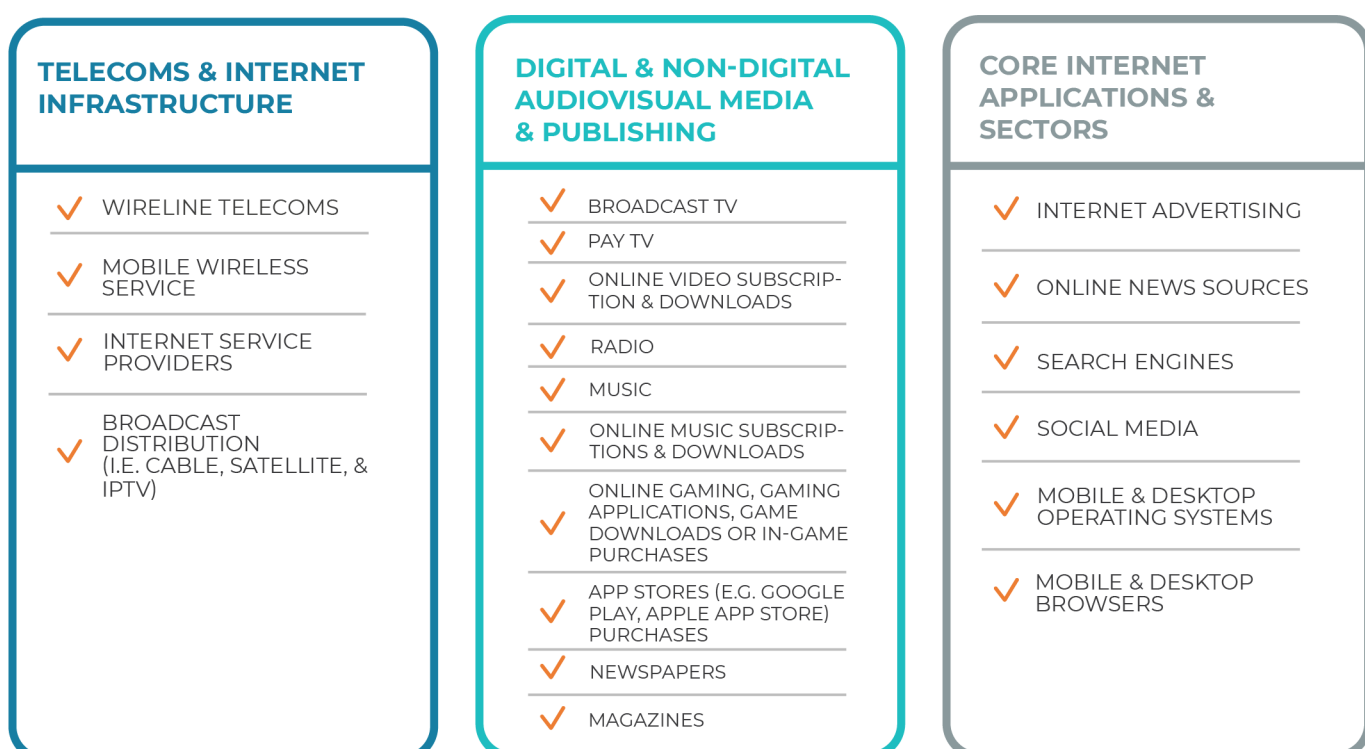 TELECOMS & INTERNET
INFRASTRUCTURE
WIRELINE TELECOMS
MOBILE WIRELESS
SERVICE
INTERNET SERVICE
PROVIDERS
BROADCAST
DISTRIBUTION
(I.E. CABLE, SATELLITE, &
IPTV)
DIGITAL & NON-DIGITAL
AUDIOVISUAL MEDIA
& PUBLISHING
BROADCAST TV
PAY TV
ONLINE VIDEO SUBSCRIP-
TION & DOWNLOADS
RADIO
MUSIC
ONLINE MUSIC SUBSCRIP-
TIONS & DOWNLOADS
ONLINE GAMING, GAMING
APPLICATIONS, GAME
DOWNLOADS OR IN-GAME
PURCHASES
APP STORES (E.G. GOOGLE
PLAY, APPLE APP STORE)
PURCHASES
NEWSPAPERS
MAGAZINES
CORE INTERNET
APPLICATIONS &
SECTORS
INTERNET ADVERTISING
ONLINE NEWS SOURCES
SEARCH ENGINES
SOCIAL MEDIA
MOBILE & DESKTOP
OPERATING SYSTEMS
MOBILE & DESKTOP
BROWSERS